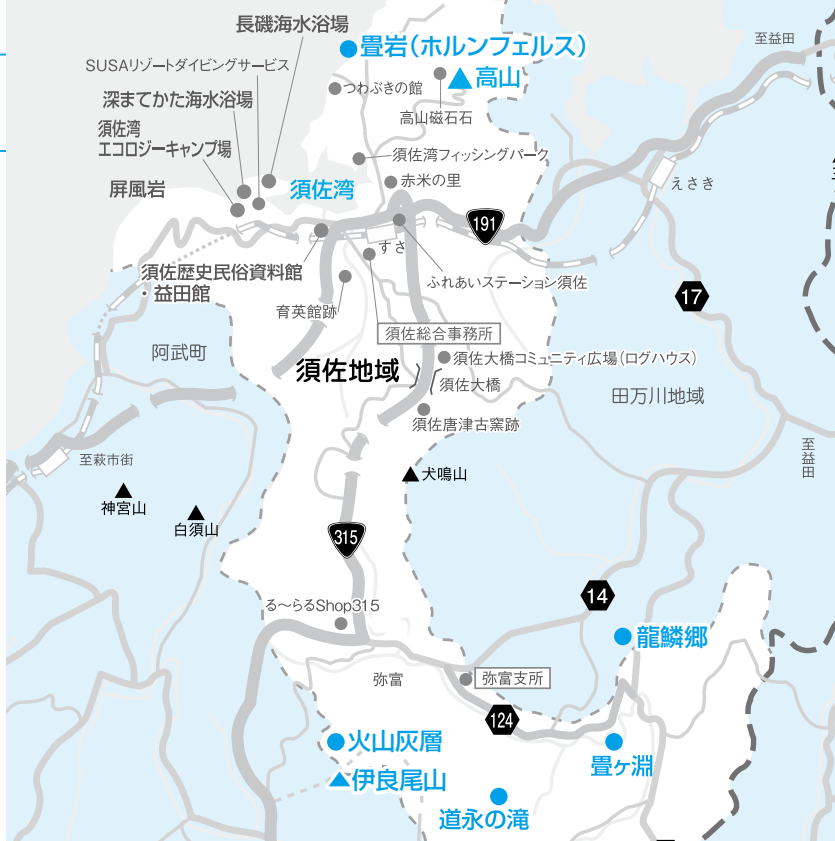 長磯海水浴場
畳岩(ホルンフェルス)
至益田
SUSAリゾートダイビングサービス
高山
つわぶきの館
深まてかた海水浴場
高山磁石石
須佐湾
エコロジーキャンプ場
須佐湾フィッシングパーク
屏風岩
須佐湾
赤米の里
えさき
191
すさ
須佐歴史民俗資料館
・益田館
ふれあいステーション須佐
17
育英館跡
須佐総合事務所
阿武町
須佐大橋コミュニティ広場(ログハウス)
須佐地域
須佐大橋
田万川地域
須佐唐津古窯跡
至萩市街
至益田
犬鳴山
神宮山
白須山
315
14
る〜らるShop315
龍鱗郷
弥富
弥富支所
124
火山灰層
畳ヶ淵
伊良尾山
道永の滝